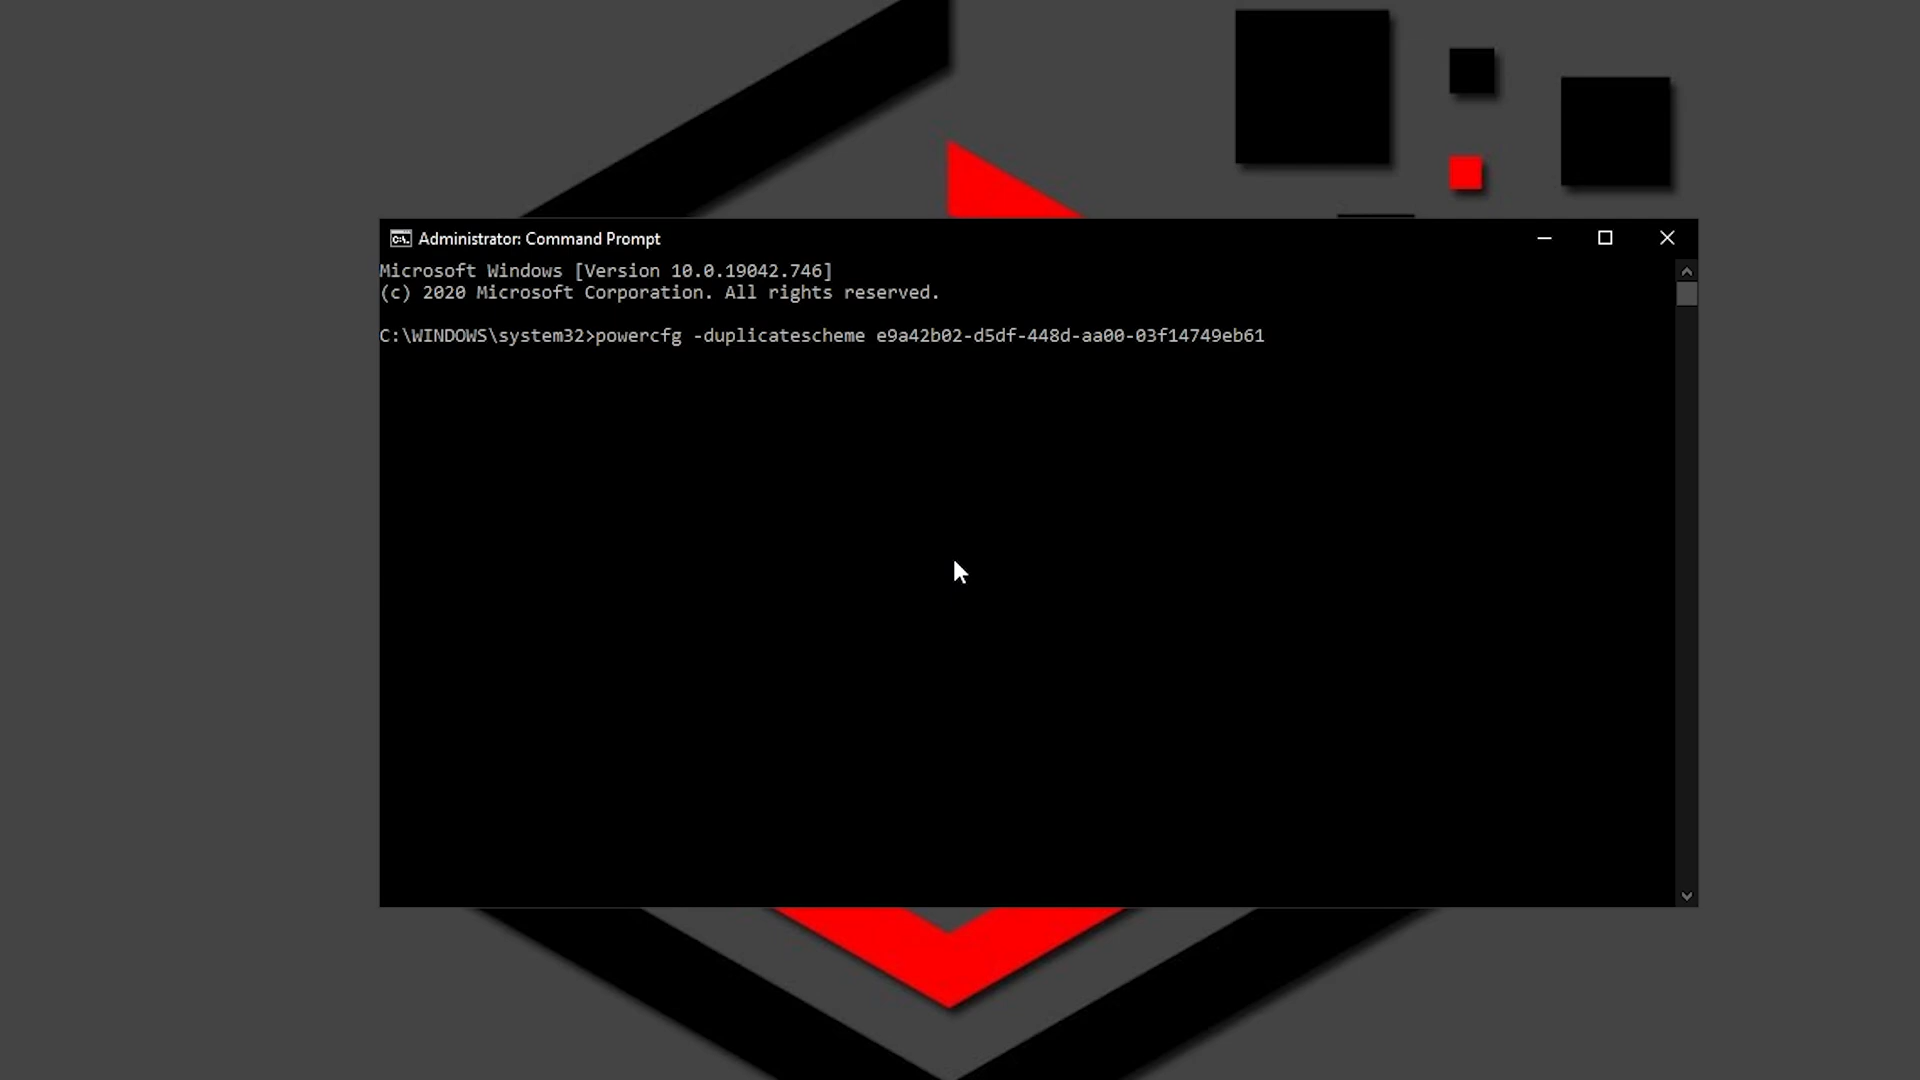 Administrator: Command Prompt
Microsoft Windows [Version 10.0.19042.746]
(c) 2020 Microsoft Corporation. All rights reserved.
C:\WINDOWS\system32>powercfg -duplicatescheme e9a42b02-d5df-448d-aa00-03f14749eb61